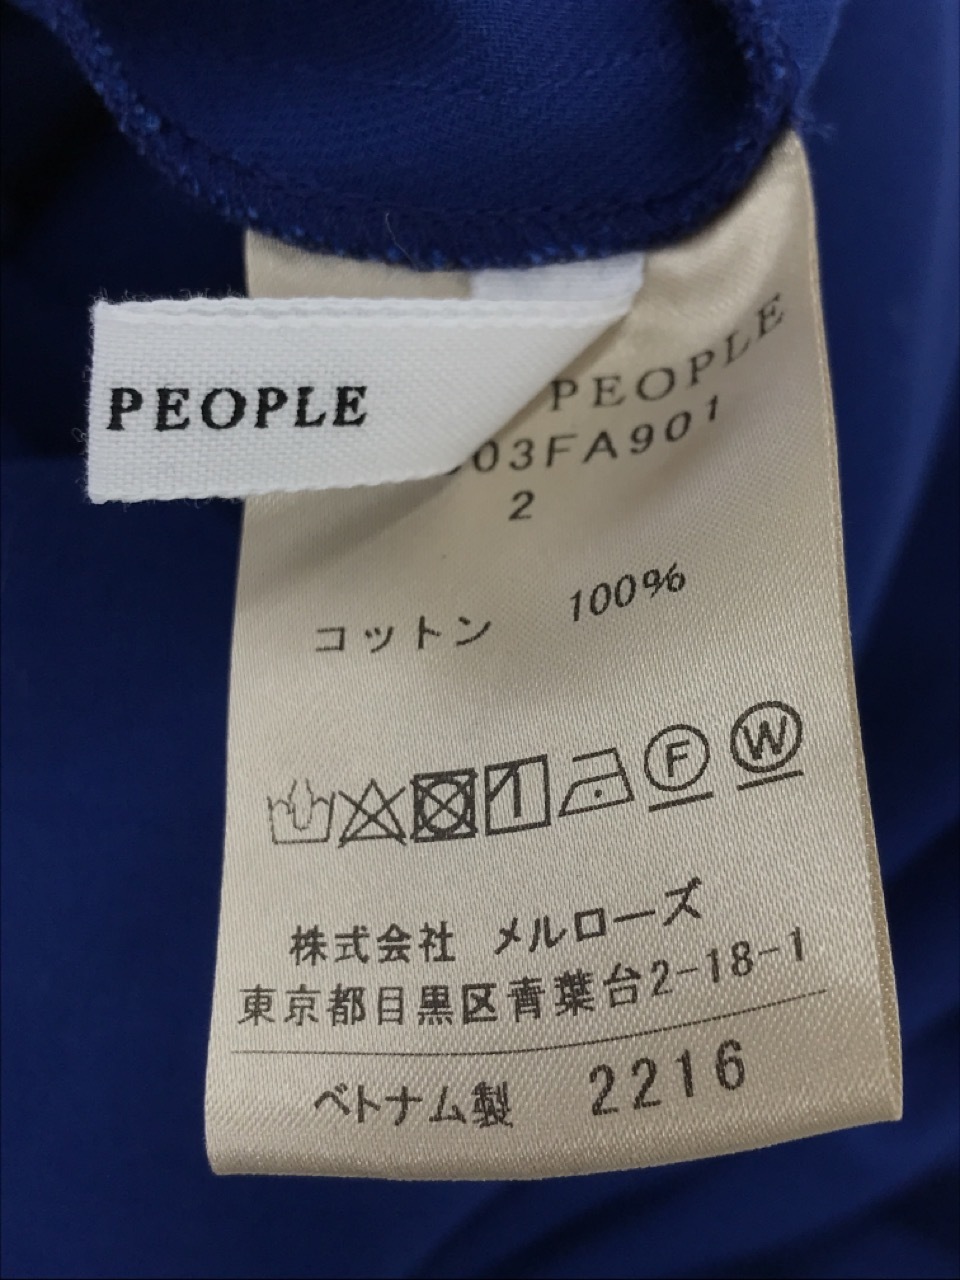 PEOPLE
PEOPLE
03FA901
2
コットン 100%
F W
株式会社 メルローズ
東京都目黒区青葉台2-18-1
ベトナム製 2216